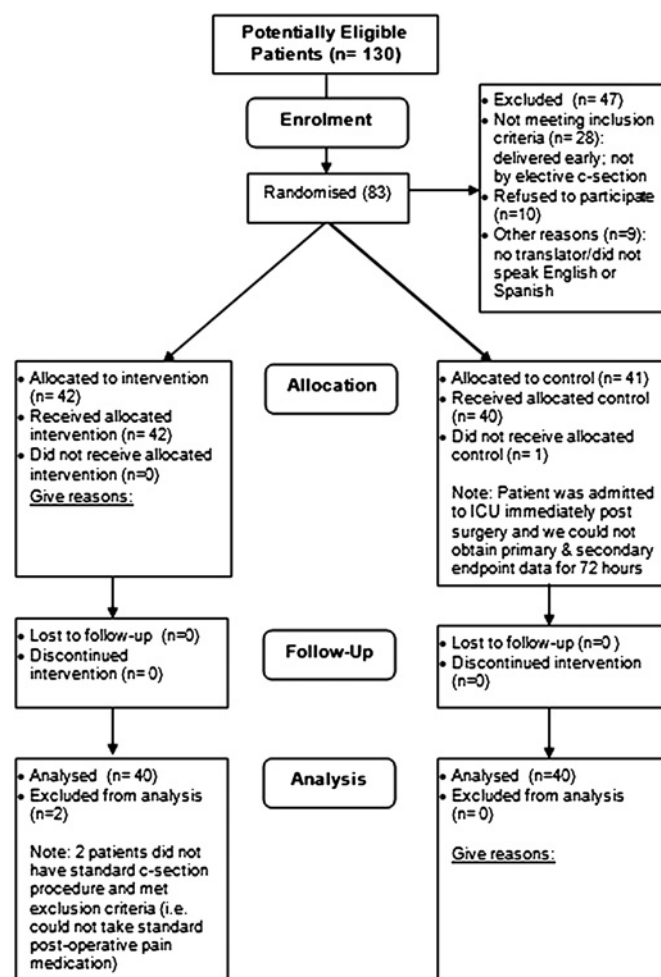 Potentially Eligible
Patients (n= 130)
Enrolment
• Excluded (n= 47)
• Not meeting inclusion
criteria (n= 28):
delivered early; not
by elective c-section
• Refused to participate
(n=10)
• Other reasons (n=9):
no translator/did not
speak English or
Spanish
Randomised (83)
• Allocated to intervention
(n= 42)
• Received allocated
intervention (n= 42)
• Did not receive allocated
intervention (n=0)
Give reasons:
Allocation
• Allocated to control (n= 41)
• Received allocated control
(n= 40)
• Did not receive allocated
control (n= 1)
Note: Patient was admitted
to ICU immediately post
surgery and we could not
obtain primary & secondary
endpoint data for 72 hours
• Lost to follow-up (n=0)
• Discontinued
intervention (n= 0)
Follow-Up
• Lost to follow-up (n=0 )
• Discontinued intervention
(n=0)
• Analysed (n= 40)
• Excluded from analysis
(n=2)
Note: 2 patients did not
have standard c-section
procedure and met
exclusion criteria (i.e.
could not take standard
post-operative pain
medication)
Analysis
• Analysed (n=40)
• Excluded from analysis
(n= 0)
Give reasons: